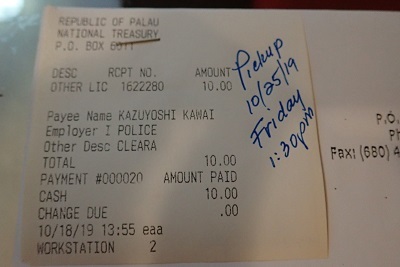 REPUBLIC OF PALAU
NATIONAL TREASURY
P.O. BOX 6011
DESC RCPT NO. AMOUNT
OTHER LIC 1622280 10.00
Payee Name KAZUYOSHI KAWAI
Employer I POLICE
Other Desc CLEARA
TOTAL 10.00
PAYMENT #000020 AMOUNT PAID
CASH 10.00
CHANGE DUE .00
10/18/19 13:55 eaa
WORKSTATION 2
Pickup
10/25/19
Friday
1:30pm
P.O.
Ph
Fax: (680) 4